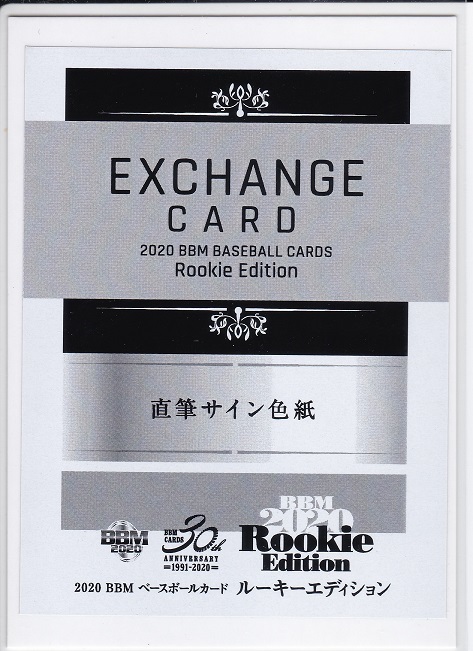 EXCHANGE
CARD
2020 BBM BASEBALL CARDS
Rookie Edition
直筆サイン色紙
BBM
2020
Rookie
Edition
BBM
2020
BBM
CARDS
30th
ANNIVERSARY
=1991-2020=
2020 BBM ベースボールカード ルーキーエディション